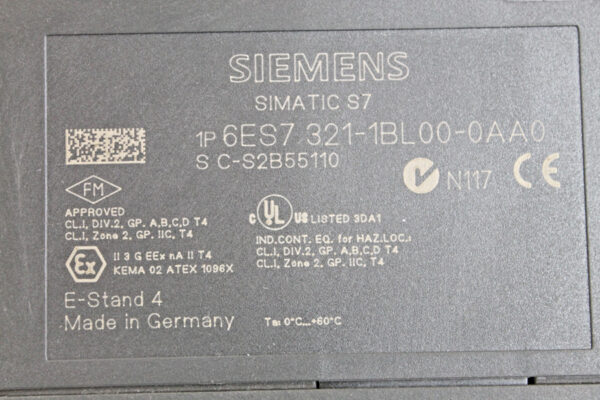 SIEMENS
SIMATIC S7
1P 6ES7 321-1BL00-0AA0
S C-S2B55110
N117 CE
FM
APPROVED
CL.I, DIV.2, GP. A,B,C,D T4
CL.I, Zone 2, GP. IIC, T4
c UL US LISTED 3DA1
IND.CONT. EQ. for HAZ.LOC.:
CL.I, DIV.2, GP. A,B,C,D T4
CL.I, Zone 2, GP. IIC, T4
Ex II 3 G EEx nA II T4
KEMA 02 ATEX 1096X
E-Stand 4
Made in Germany
Ta: 0°C...+60°C